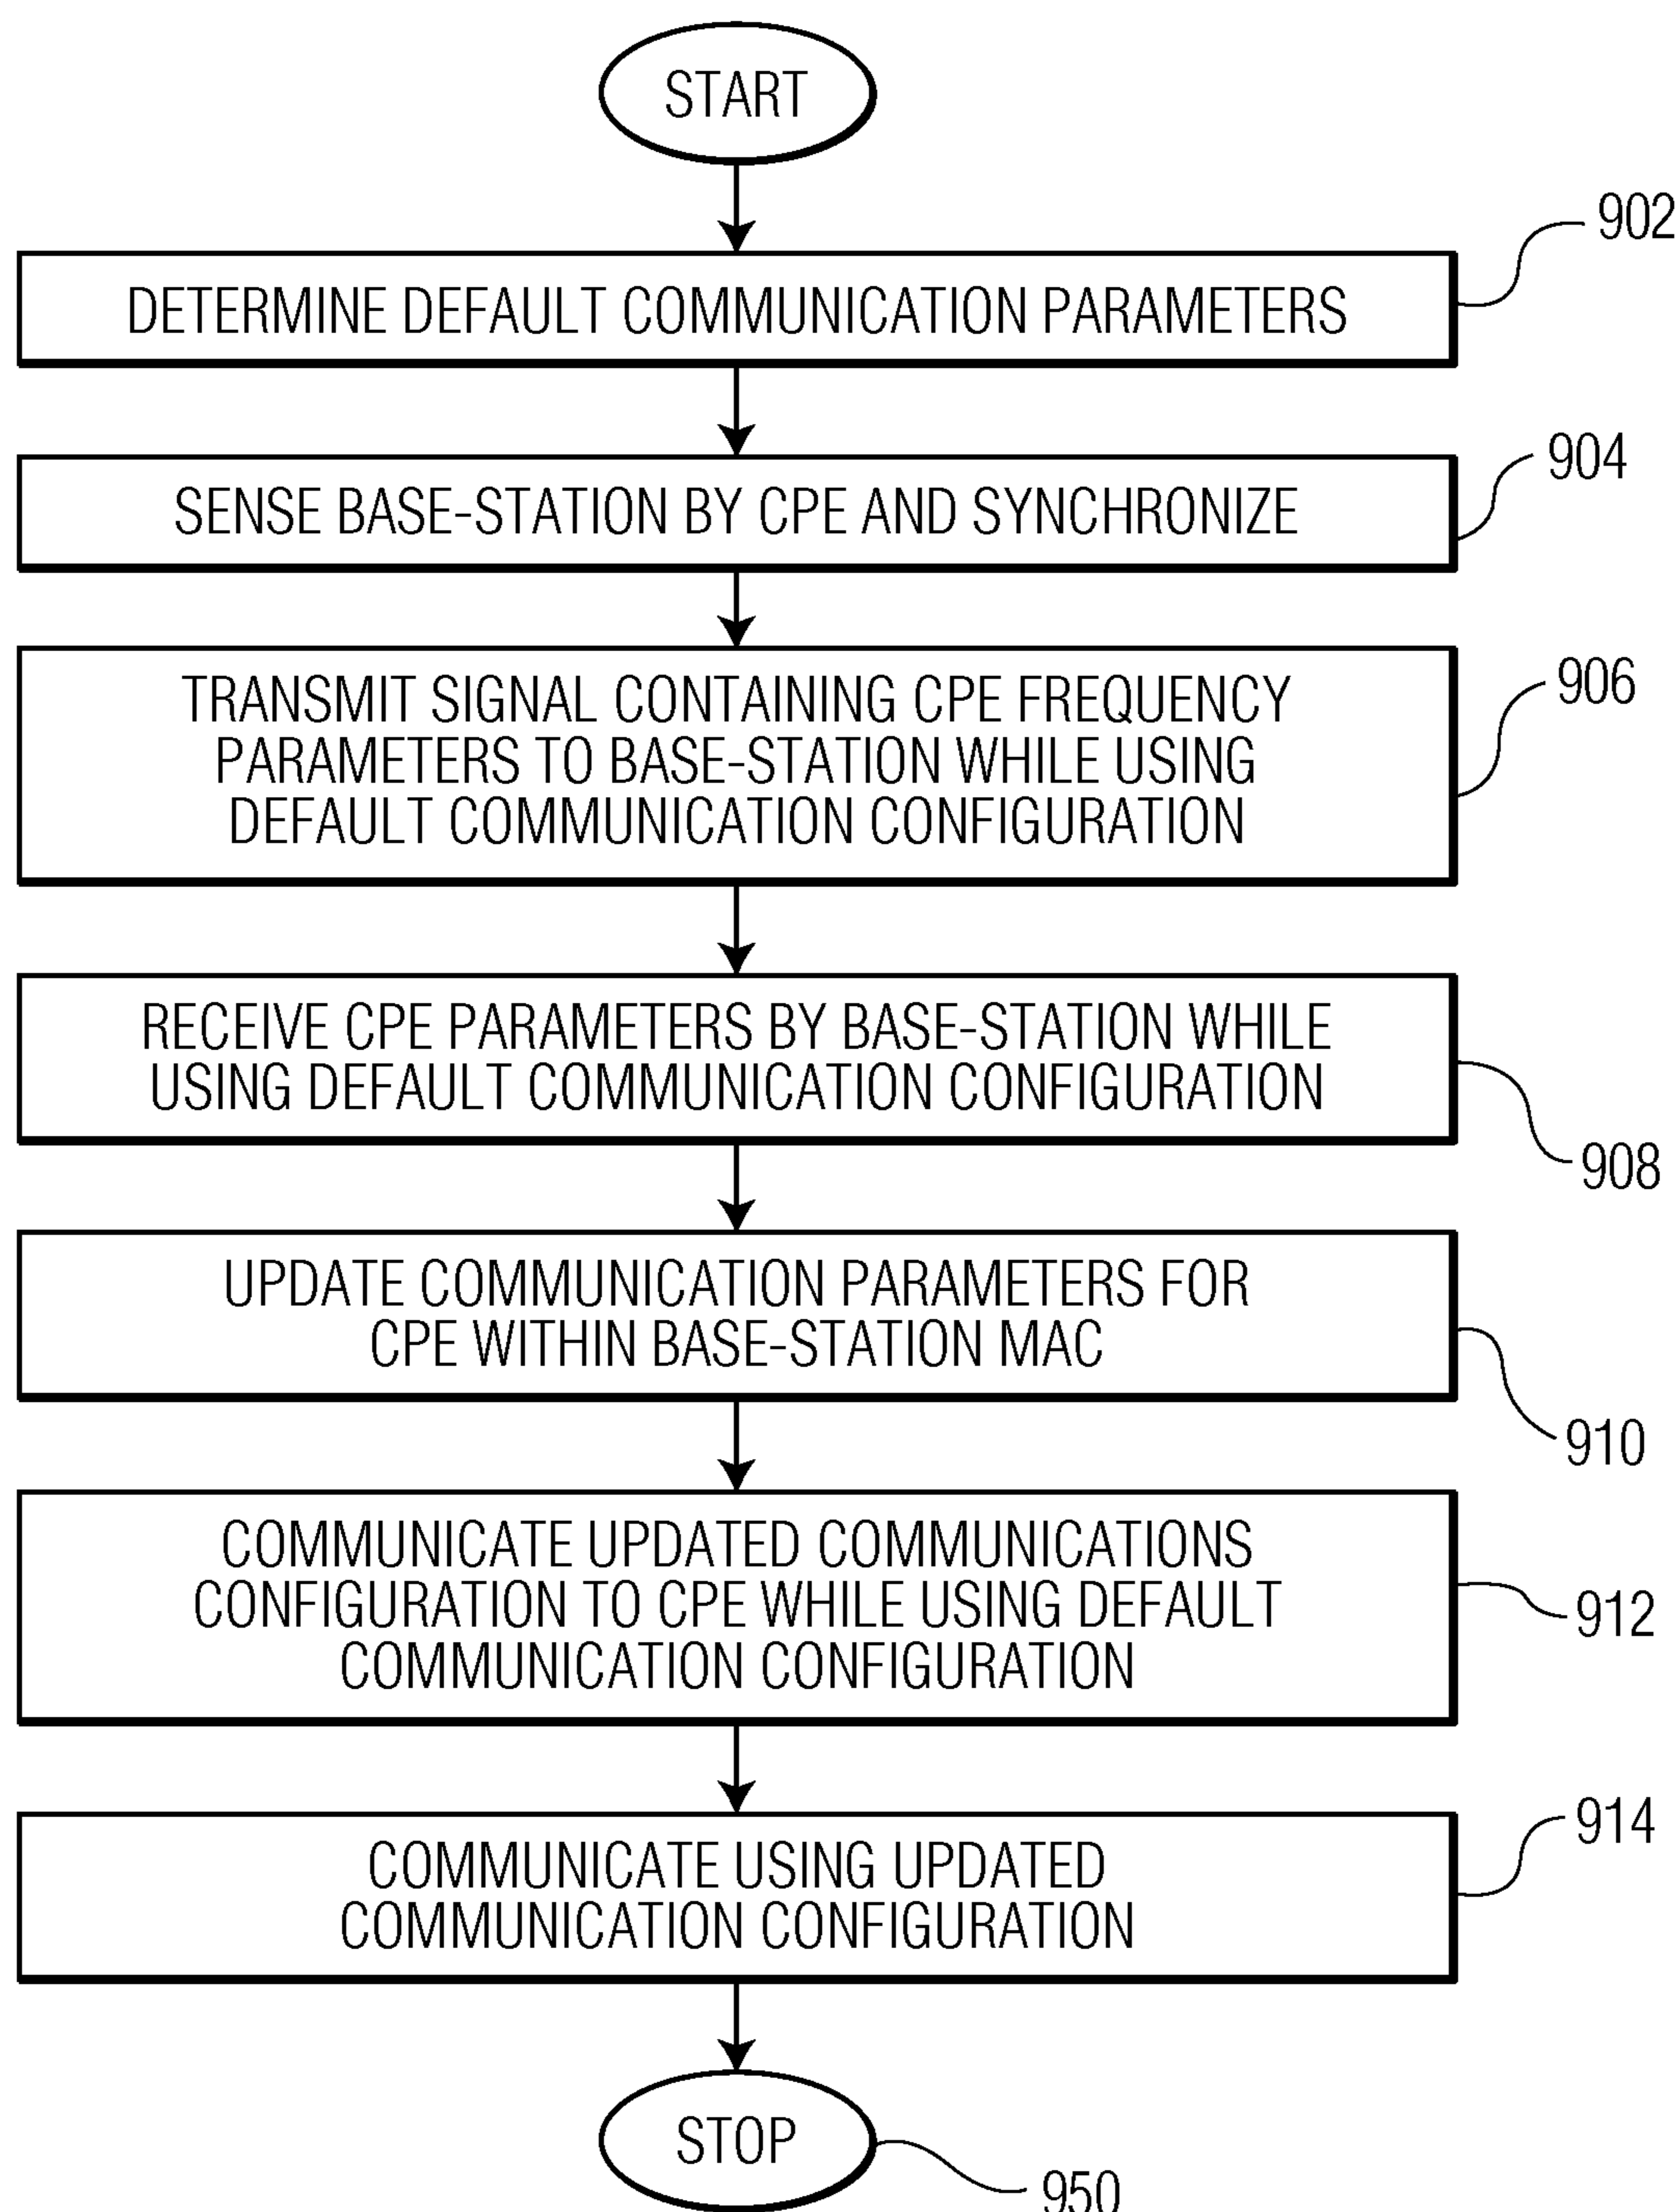 START
902
DETERMINE DEFAULT COMMUNICATION PARAMETERS
904
SENSE BASE-STATION BY CPE AND SYNCHRONIZE
906
TRANSMIT SIGNAL CONTAINING CPE FREQUENCY
PARAMETERS TO BASE-STATION WHILE USING
DEFAULT COMMUNICATION CONFIGURATION
RECEIVE CPE PARAMETERS BY BASE-STATION WHILE
USING DEFAULT COMMUNICATION CONFIGURATION
908
UPDATE COMMUNICATION PARAMETERS FOR
CPE WITHIN BASE-STATION MAC
910
COMMUNICATE UPDATED COMMUNICATIONS
CONFIGURATION TO CPE WHILE USING DEFAULT
COMMUNICATION CONFIGURATION
912
914
COMMUNICATE USING UPDATED
COMMUNICATION CONFIGURATION
STOP
950